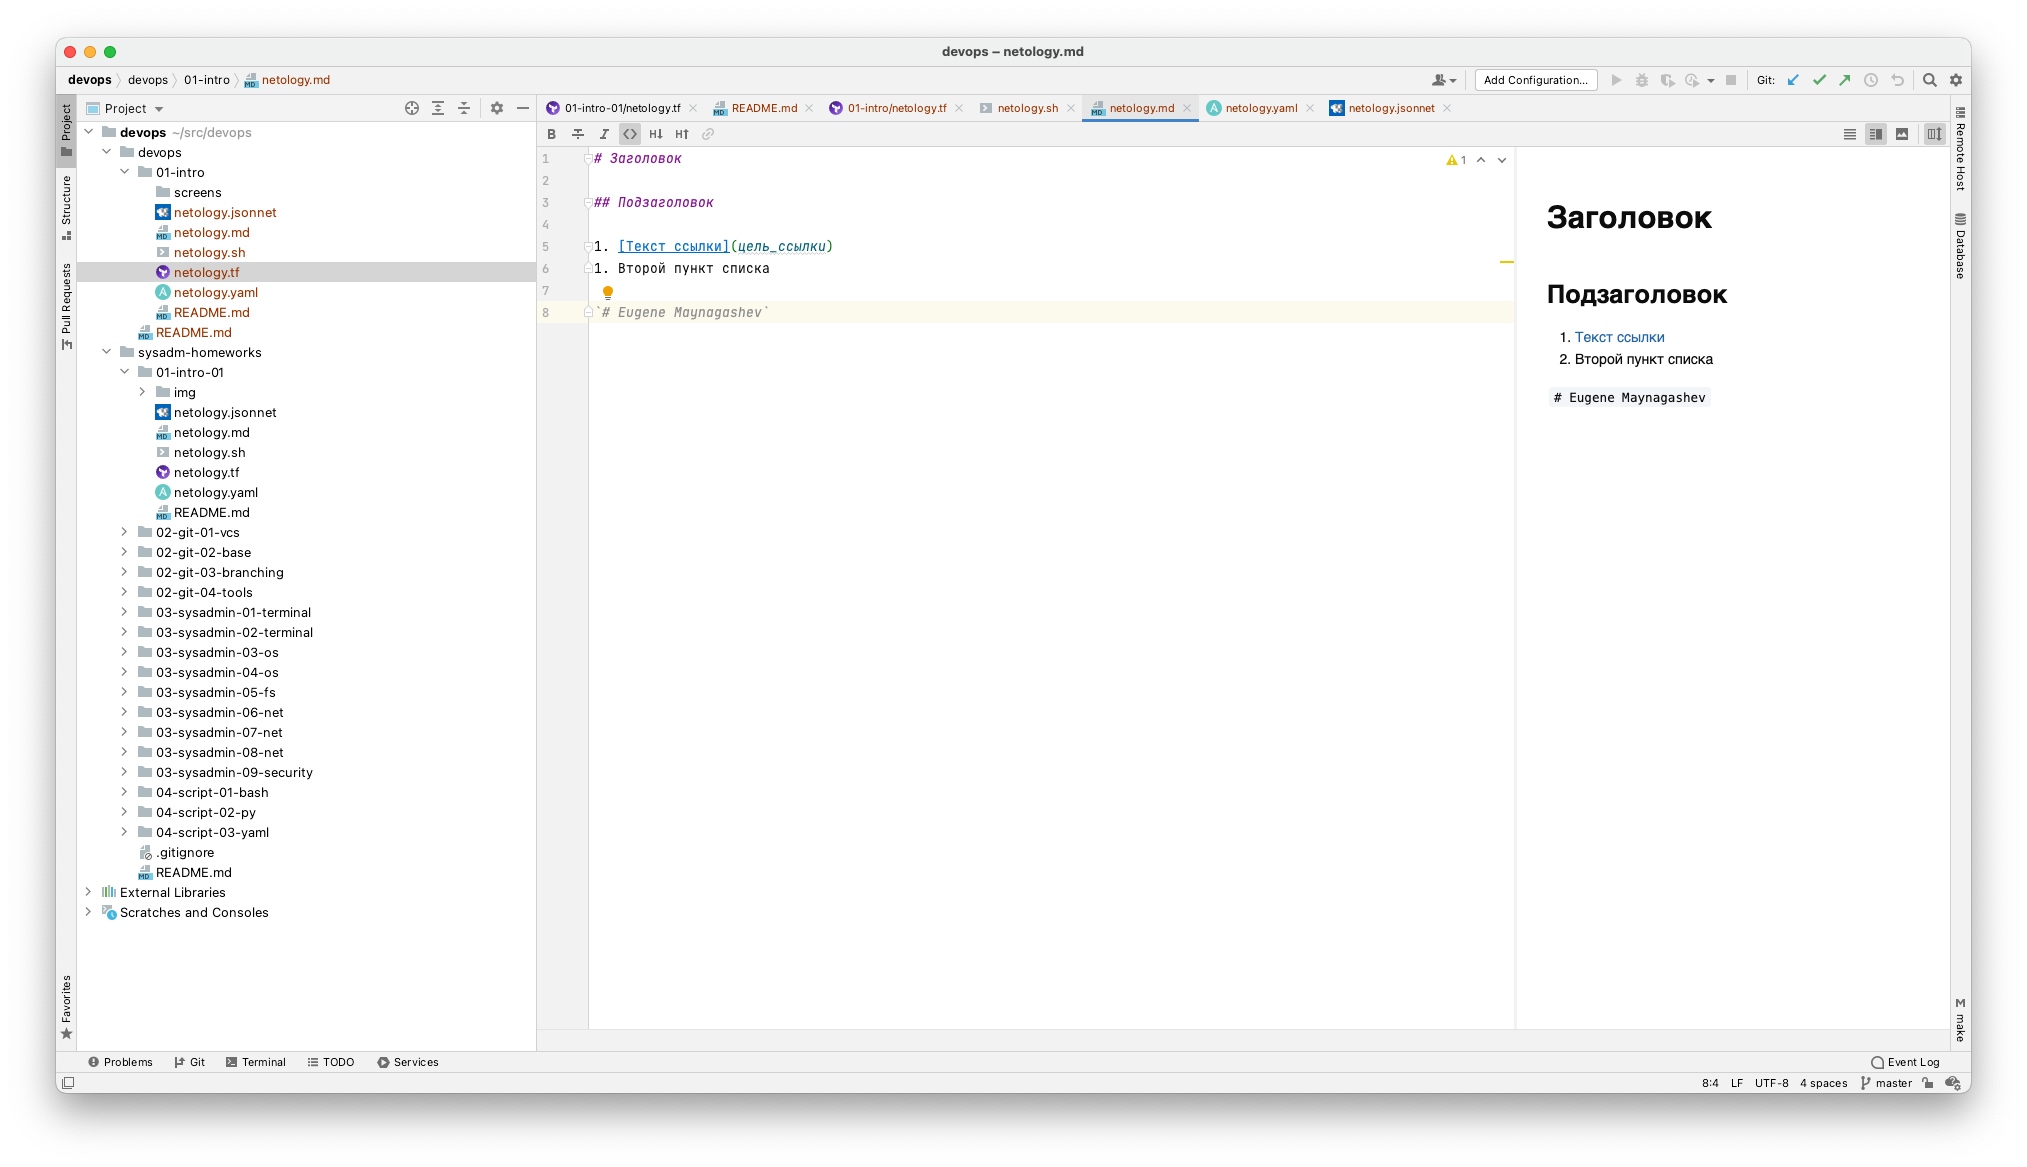 devops – netology.md
devops devops 01-intro netology.md
Add Configuration... Git:
Project
01-intro-01/netology.tf README.md 01-intro/netology.tf netology.sh netology.md netology.yaml netology.jsonnet
Project
Structure
Pull Requests
Favorites
devops ~/src/devops
devops
01-intro
screens
netology.jsonnet
netology.md
netology.sh
netology.tf
netology.yaml
README.md
README.md
sysadm-homeworks
01-intro-01
img
netology.jsonnet
netology.md
netology.sh
netology.tf
netology.yaml
README.md
02-git-01-vcs
02-git-02-base
02-git-03-branching
02-git-04-tools
03-sysadmin-01-terminal
03-sysadmin-02-terminal
03-sysadmin-03-os
03-sysadmin-04-os
03-sysadmin-05-fs
03-sysadmin-06-net
03-sysadmin-07-net
03-sysadmin-08-net
03-sysadmin-09-security
04-script-01-bash
04-script-02-py
04-script-03-yaml
.gitignore
README.md
External Libraries
Scratches and Consoles
B I H↓ H↑
1 # Заголовок
2
3 ## Подзаголовок
4
5 1. [Текст ссылки](цель_ссылки)
6 1. Второй пункт списка
7
8 `# Eugene Maynagashev`
1
Заголовок
Подзаголовок
1. Текст ссылки
2. Второй пункт списка
# Eugene Maynagashev
Remote Host
Database
M make
Problems Git Terminal TODO Services Event Log
8:4 LF UTF-8 4 spaces master